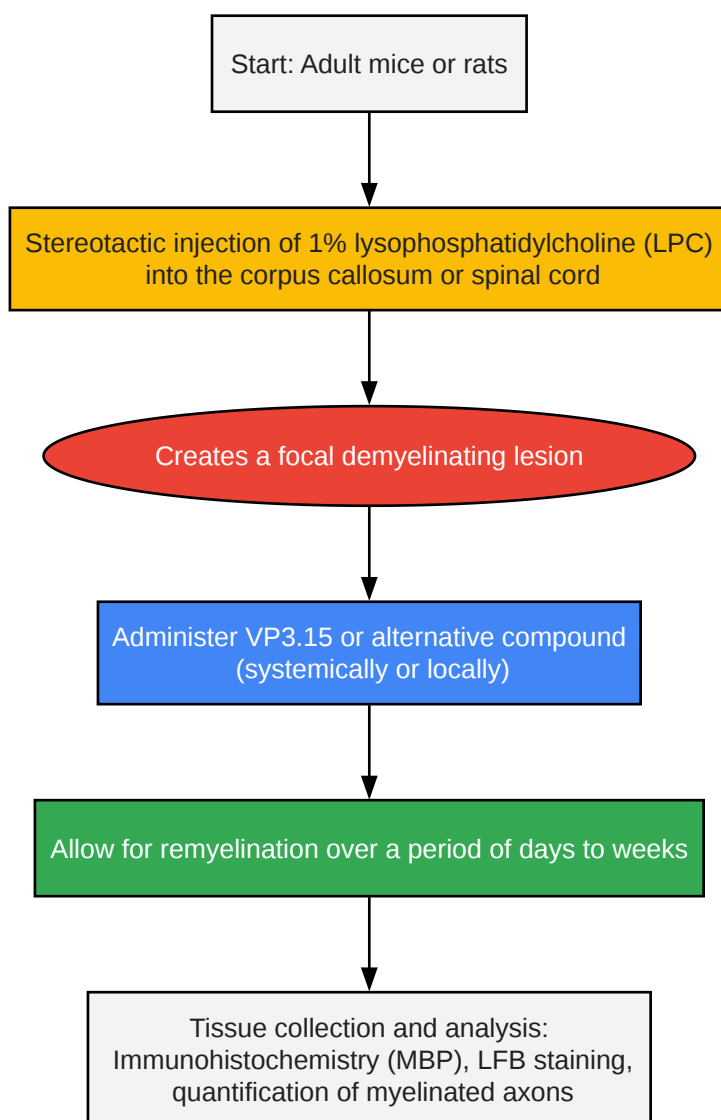 Start: Adult mice or rats
Stereotactic injection of 1% lysophosphatidylcholine (LPC)
into the corpus callosum or spinal cord
Creates a focal demyelinating lesion
Administer VP3.15 or alternative compound
(systemically or locally)
Allow for remyelination over a period of days to weeks
Tissue collection and analysis:
Immunohistochemistry (MBP), LFB staining,
quantification of myelinated axons